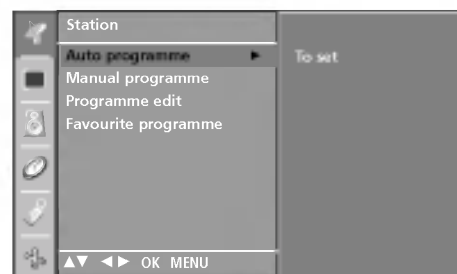 Station
Auto programme ► To set
Manual programme
Programme edit
Favourite programme
▲▼ ◄► OK MENU